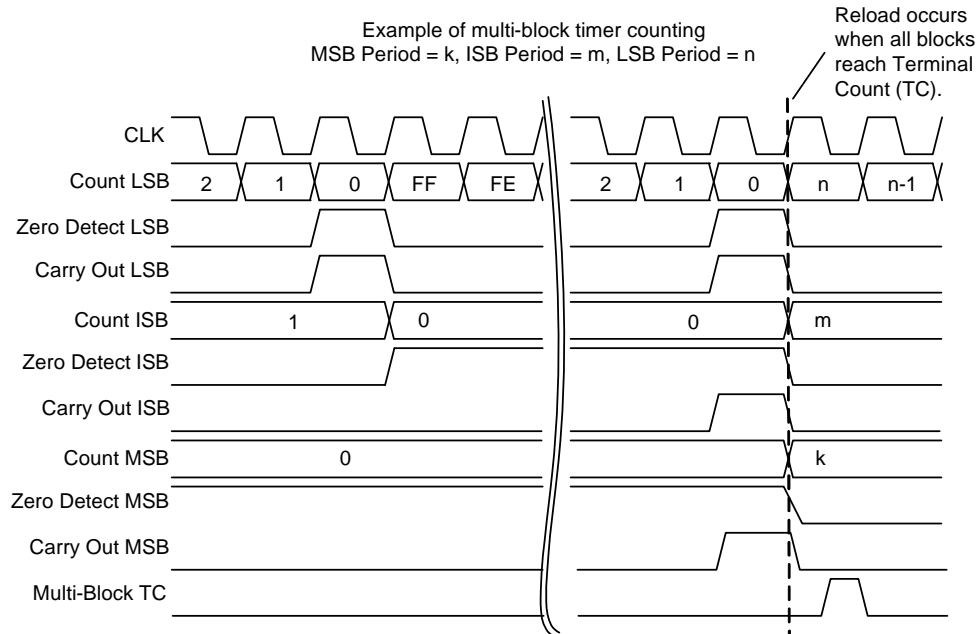 Example of multi-block timer counting
MSB Period = k, ISB Period = m, LSB Period = n
Reload occurs
when all blocks
reach Terminal
Count (TC).
CLK
Count LSB 2 1 0 FF FE 2 1 0 n n-1
Zero Detect LSB
Carry Out LSB
Count ISB 1 0 0 m
Zero Detect ISB
Carry Out ISB
Count MSB 0 k
Zero Detect MSB
Carry Out MSB
Multi-Block TC